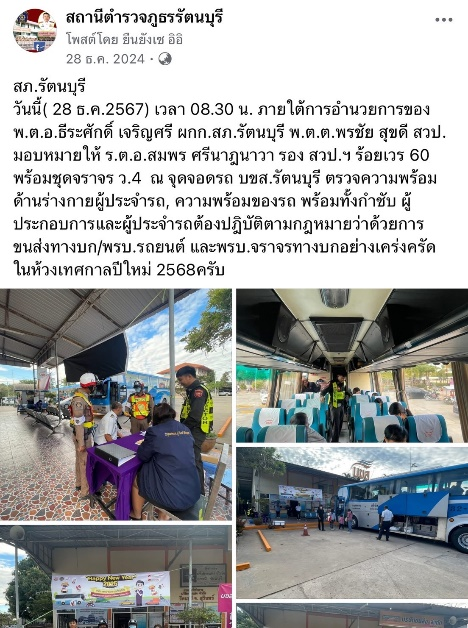 สถานีตำรวจภูธรรัตนบุรี
โพสต์โดย ยืนยังเซ อิอิ
28 ธ.ค. 2024 ·
สภ.รัตนบุรี
วันนี้( 28 ธ.ค.2567) เวลา 08.30 น. ภายใต้การอำนวยการของ
พ.ต.อ.ธีระศักดิ์ เจริญศรี ผกก.สภ.รัตนบุรี พ.ต.ต.พรชัย สุขดี สวป.
มอบหมายให้ ร.ต.อ.สมพร ศรีนาฎนาวา รอง สวป.ฯ ร้อยเวร 60
พร้อมชุดจราจร ว.4 ณ จุดจอดรถ บขส.รัตนบุรี ตรวจความพร้อม
ด้านร่างกายผู้ประจำรถ, ความพร้อมของรถ พร้อมทั้งกำชับ ผู้
ประกอบการและผู้ประจำรถต้องปฎิบัติตามกฎหมายว่าด้วยการ
ขนส่งทางบก/พรบ.รถยนต์ และพรบ.จราจรทางบกอย่างเคร่งครัด
ในห้วงเทศกาลปีใหม่ 2568ครับ
Happy New Year
2025